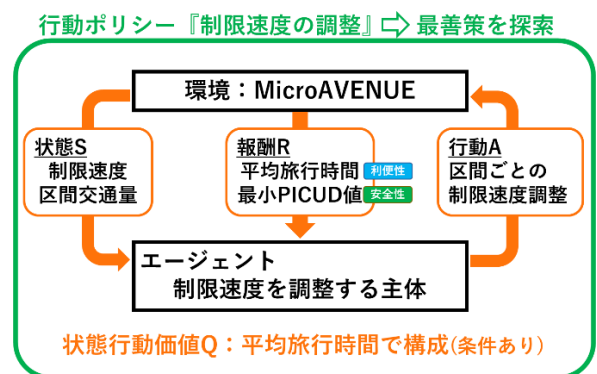 行動ポリシー『制限速度の調整』⇨最善策を探索
環境：MicroAVENUE
状態S
制限速度
区間交通量
報酬R
平均旅行時間 利便性
最小PICUD値 安全性
行動A
区間ごとの
制限速度調整
エージェント
制限速度を調整する主体
状態行動価値Q：平均旅行時間で構成(条件あり)